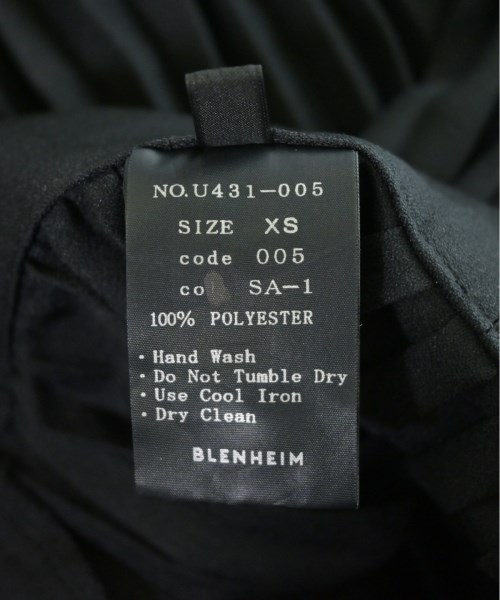 NO.U431-005
SIZE XS
code 005
co SA-1
100% POLYESTER
· Hand Wash
· Do Not Tumble Dry
· Use Cool Iron
· Dry Clean
BLENHEIM